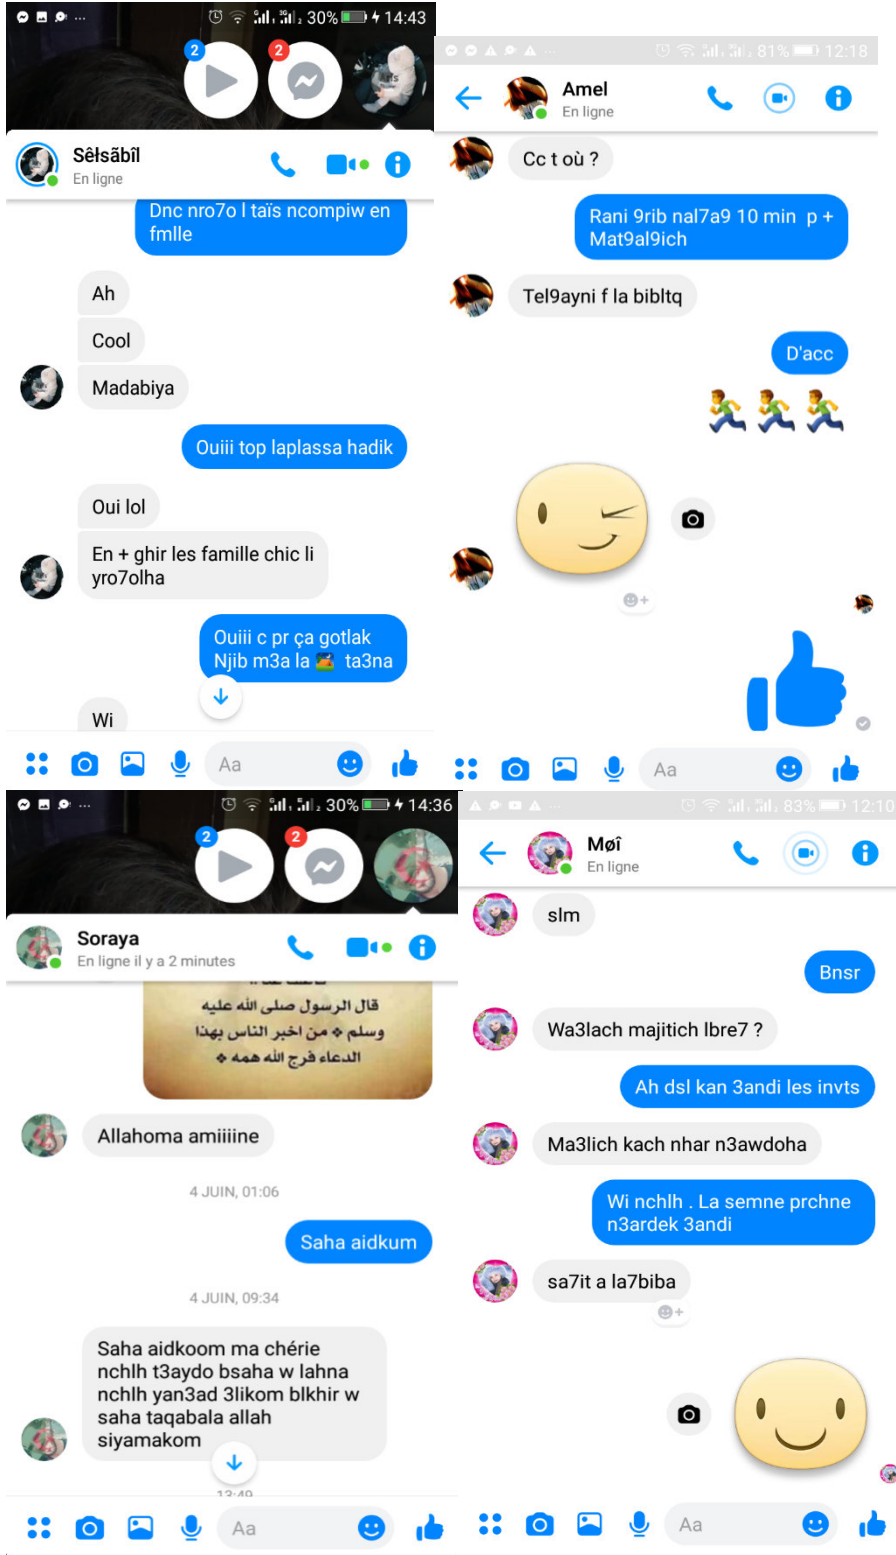 30% 14:43
2
2
Sêłsãbîl
En ligne
Dnc nro7o l taïs ncompiw en
fmlle
Ah
Cool
Madabiya
Ouiii top laplassa hadik
Oui lol
En + ghir les famille chic li
yro7olha
Ouiii c pr ça gotlak
Njib m3a la 🏕️ ta3na
Wi
Aa
81% 12:18
Amel
En ligne
Cc t où ?
Rani 9rib nal7a9 10 min p +
Mat9al9ich
Tel9ayni f la bibltq
D'acc
🏃‍♂️🏃‍♂️🏃‍♂️
Aa
30% 14:36
2
2
Soraya
En ligne il y a 2 minutes
قال الرسول صلى الله عليه
وسلم ❖ من اخبر الناس بهذا
الدعاء فرج الله همه ❖
Allahoma amiiiine
4 JUIN, 01:06
Saha aidkum
4 JUIN, 09:34
Saha aidkoom ma chérie
nchlh t3aydo bsaha w lahna
nchlh yan3ad 3likom blkhir w
saha taqabala allah
siyamakom
13:49
Aa
83% 12:10
Møî
En ligne
slm
Bnsr
Wa3lach majitich lbre7 ?
Ah dsl kan 3andi les invts
Ma3lich kach nhar n3awdoha
Wi nchlh . La semne prchne
n3ardek 3andi
sa7it a la7biba
Aa